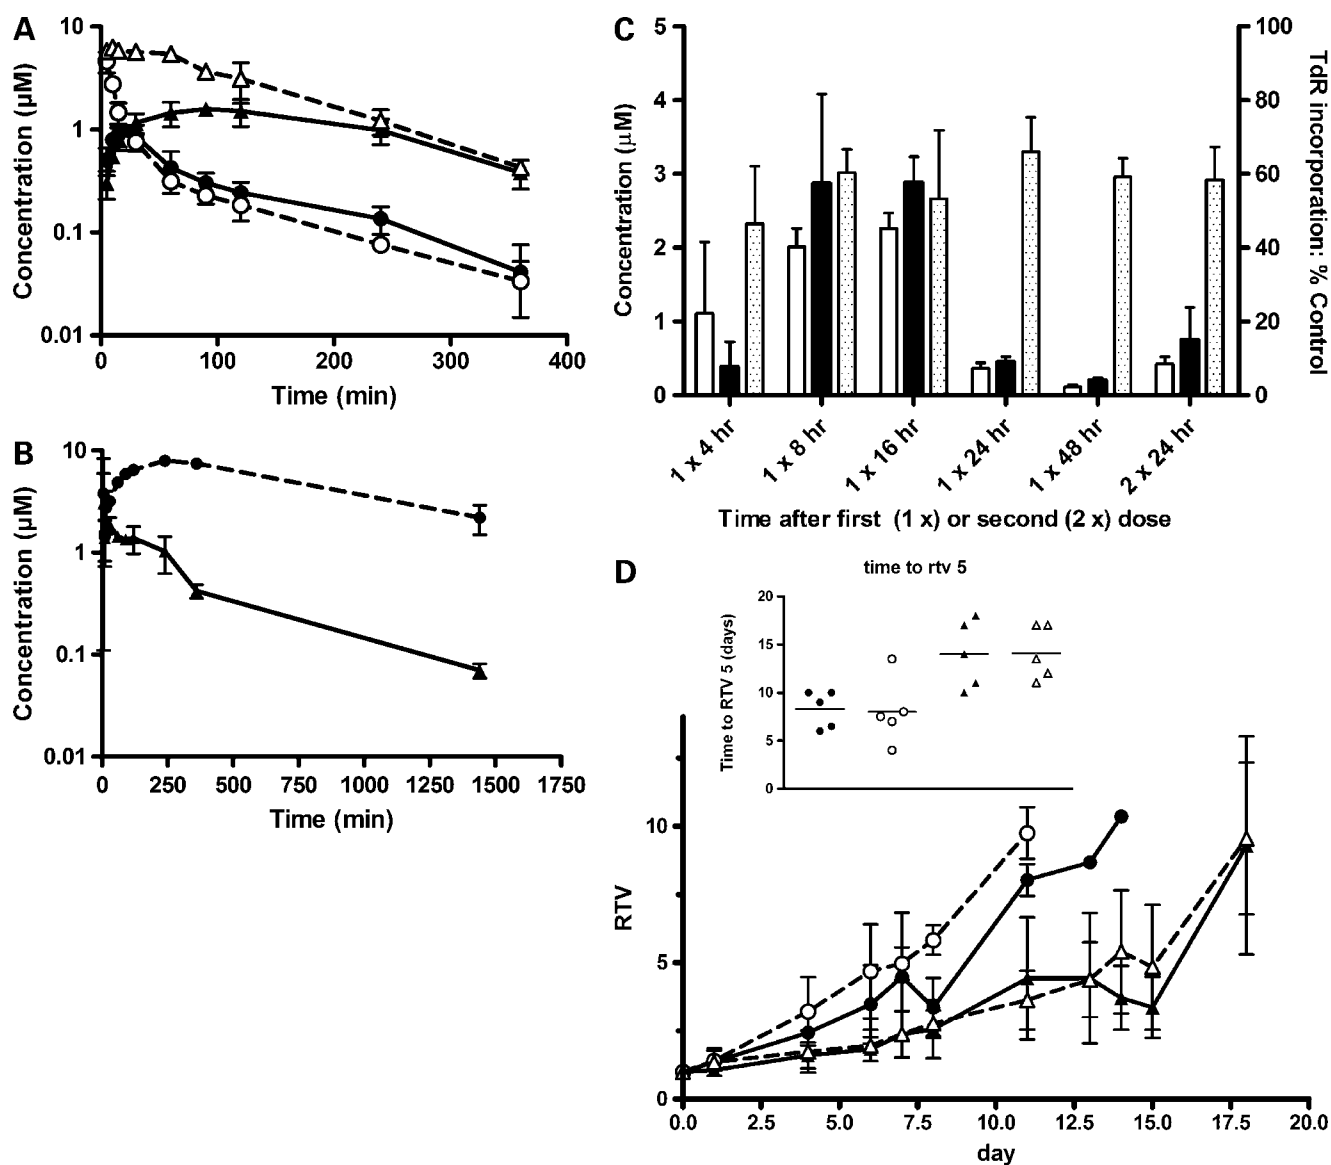 A
10
1
0.1
0.01
Concentration (µM)
0
100
200
300
400
Time (min)
B
10
1
0.1
0.01
Concentration (µM)
0
250
500
750
1000
1250
1500
1750
Time (min)
C
5
4
3
2
1
0
Concentration (µM)
100
80
60
40
20
0
TdR incorporation: % Control
1 x 4 hr
1 x 8 hr
1 x 16 hr
1 x 24 hr
1 x 48 hr
2 x 24 hr
Time after first (1 x) or second (2 x) dose
D
time to rtv 5
20
15
10
5
0
Time to RTV 5 (days)
10
5
0
RTV
0.0
2.5
5.0
7.5
10.0
12.5
15.0
17.5
20.0
day